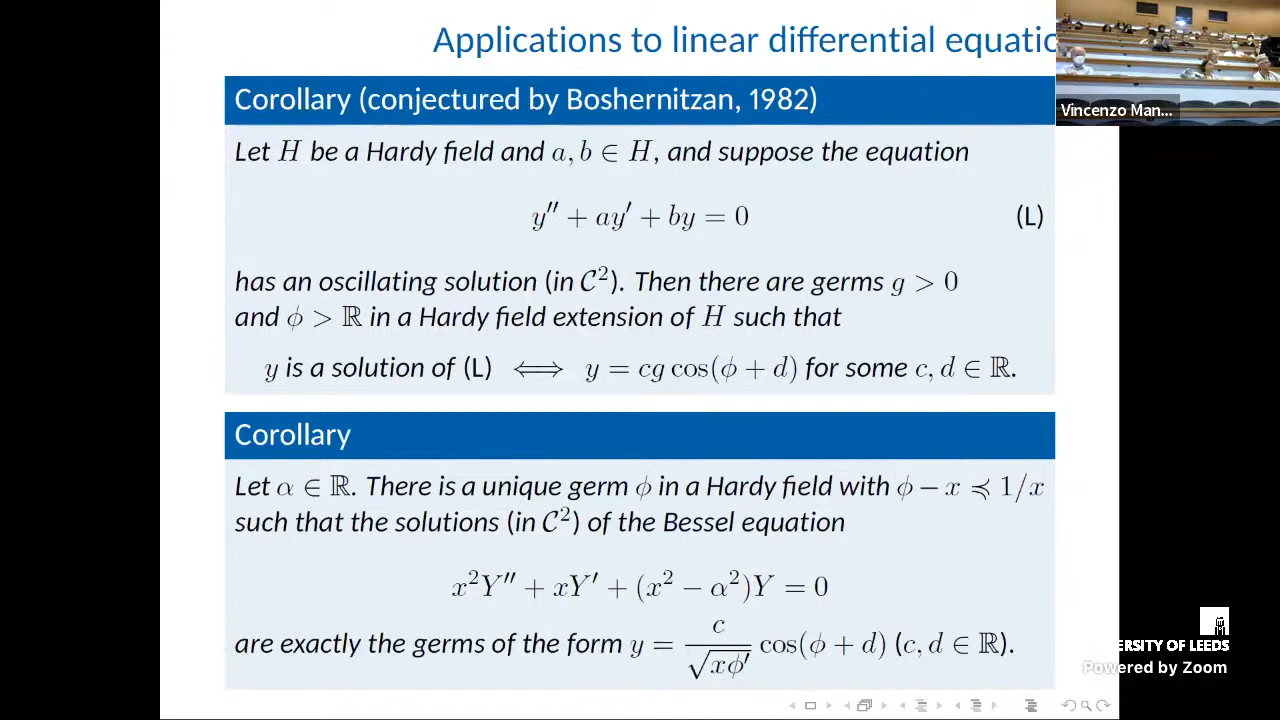 Applications to linear differential equatio
Corollary (conjectured by Boshernitzan, 1982)
Let H be a Hardy field and a, b ∈ H, and suppose the equation
y″ + ay′ + by = 0 (L)
has an oscillating solution (in C²). Then there are germs g > 0
and ϕ > ℝ in a Hardy field extension of H such that
y is a solution of (L) ⟺ y = cg cos(ϕ + d) for some c, d ∈ ℝ.
Corollary
Let α ∈ ℝ. There is a unique germ ϕ in a Hardy field with ϕ − x ≼ 1/x
such that the solutions (in C²) of the Bessel equation
x²Y″ + xY′ + (x² − α²)Y = 0
are exactly the germs of the form y = c/√(xϕ′) cos(ϕ + d) (c, d ∈ ℝ).
Vincenzo Man...
ERSITY OF LEEDS
Powered by Zoom